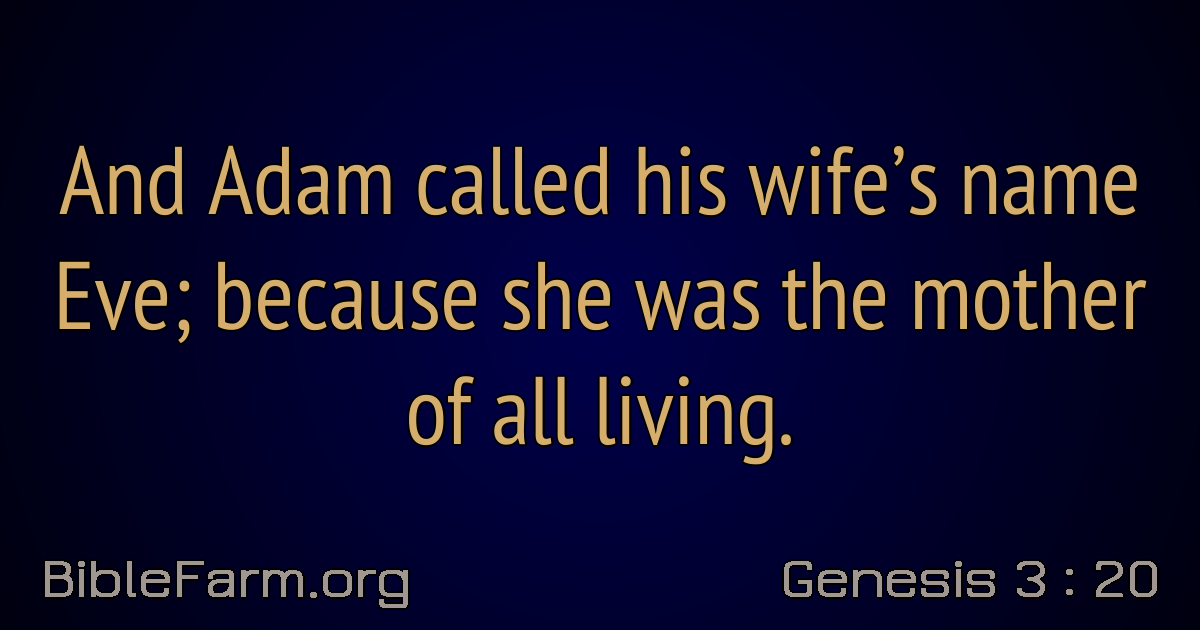 And Adam called his wife’s name
Eve; because she was the mother
of all living.
BibleFarm.org
Genesis 3 : 20